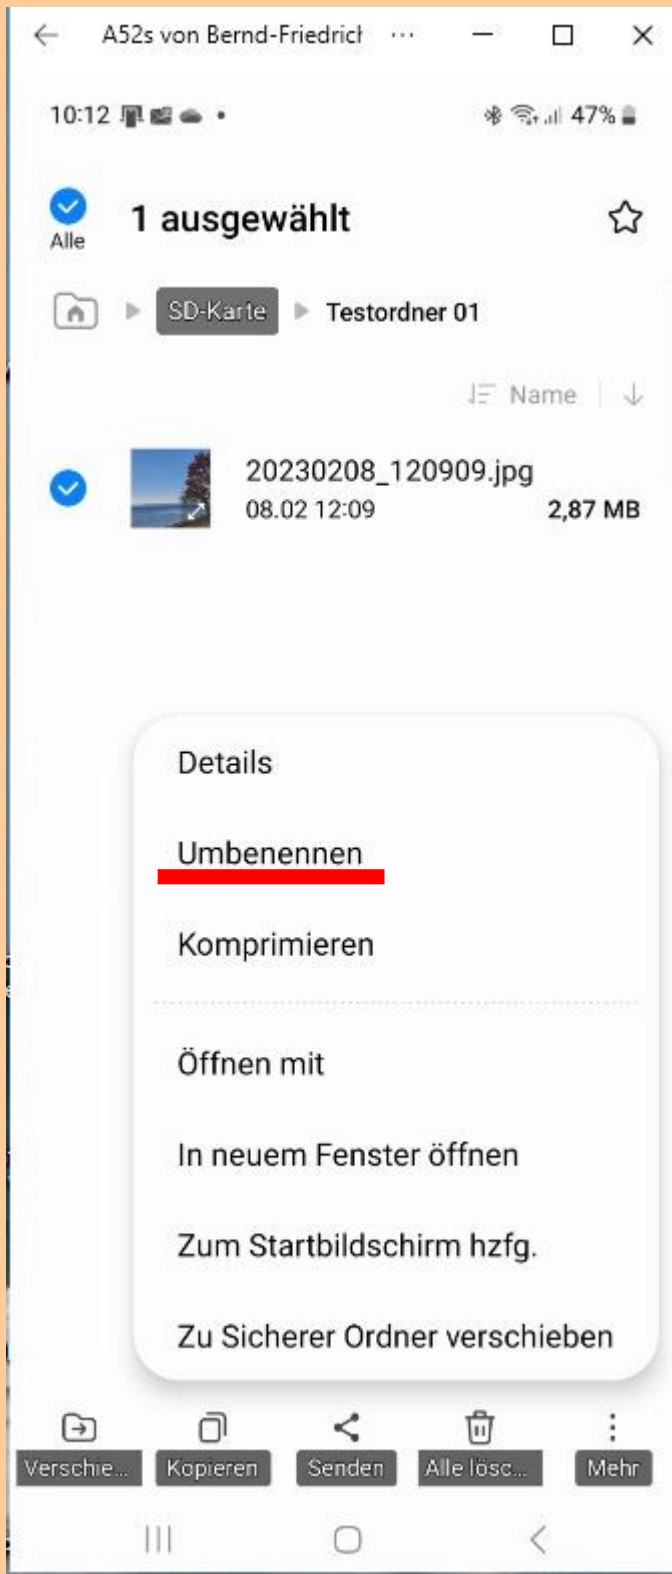 A52s von Bernd-Friedrich ...
10:12 47%
1 ausgewählt
Alle
SD-Karte Testordner 01
Name
20230208_120909.jpg
08.02 12:09 2,87 MB
Details
Umbenennen
Komprimieren
Öffnen mit
In neuem Fenster öffnen
Zum Startbildschirm hzfg.
Zu Sicherer Ordner verschieben
Verschie... Kopieren Senden Alle lösc... Mehr